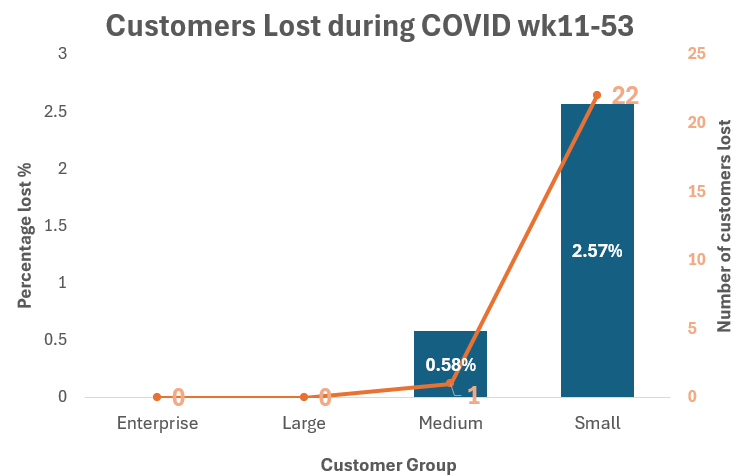 Customers Lost during COVID wk11-53
3
2.5
2
1.5
1
0.5
0
Percentage lost %
25
20
15
10
5
0
Number of customers lost
0
0
0.58%
1
2.57%
22
Enterprise
Large
Medium
Small
Customer Group